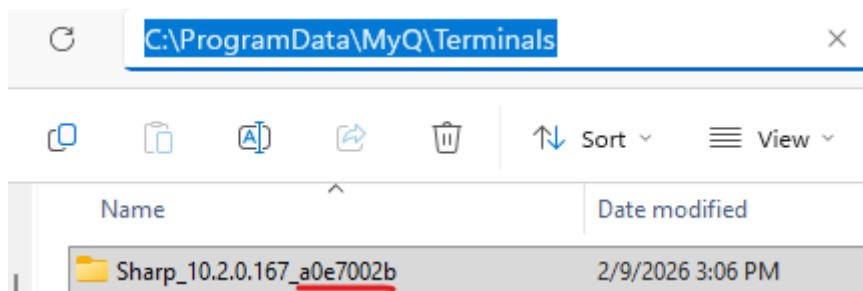 C:\ProgramData\MyQ\Terminals
Sort View
Name Date modified
Sharp_10.2.0.167_a0e7002b 2/9/2026 3:06 PM